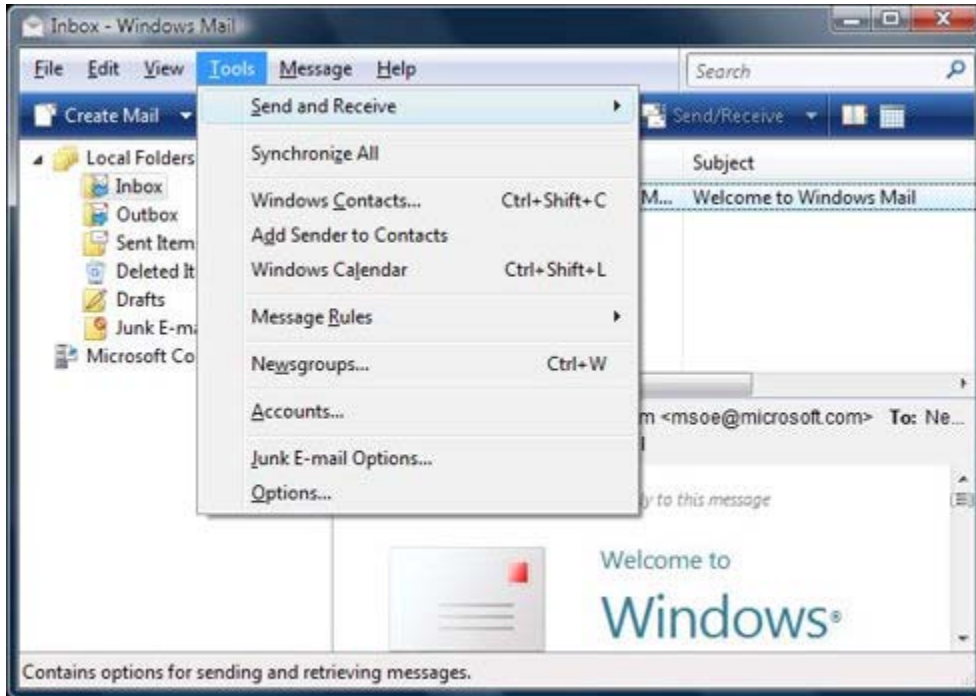 Inbox - Windows Mail
File Edit View Tools Message Help
Search
Create Mail
Send/Receive
Send and Receive
Synchronize All
Windows Contacts... Ctrl+Shift+C
Add Sender to Contacts
Windows Calendar Ctrl+Shift+L
Message Rules
Newsgroups... Ctrl+W
Accounts...
Junk E-mail Options...
Options...
Local Folders
Inbox
Outbox
Sent Item
Deleted It
Drafts
Junk E-ma
Microsoft Co
Subject
M... Welcome to Windows Mail
m <msoe@microsoft.com> To: Ne...
ly to this message
Welcome to
Windows®
Contains options for sending and retrieving messages.